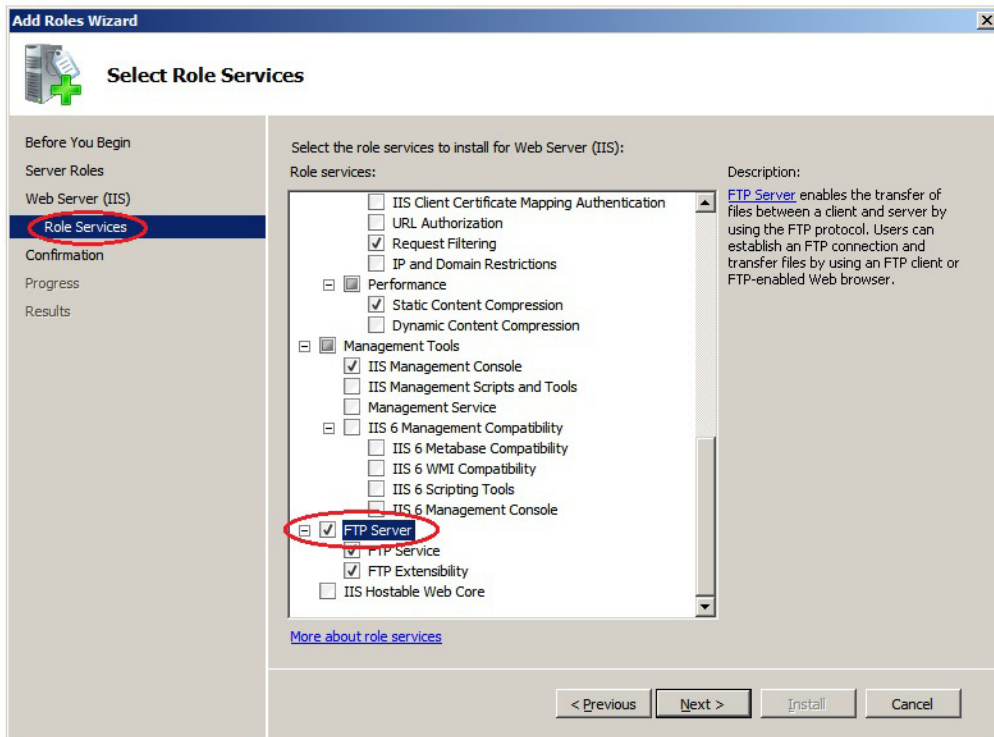 Add Roles Wizard
Select Role Services
Before You Begin
Server Roles
Web Server (IIS)
Role Services
Confirmation
Progress
Results
Select the role services to install for Web Server (IIS):
Role services:
IIS Client Certificate Mapping Authentication
URL Authorization
Request Filtering
IP and Domain Restrictions
Performance
Static Content Compression
Dynamic Content Compression
Management Tools
IIS Management Console
IIS Management Scripts and Tools
Management Service
IIS 6 Management Compatibility
IIS 6 Metabase Compatibility
IIS 6 WMI Compatibility
IIS 6 Scripting Tools
IIS 6 Management Console
FTP Server
FTP Service
FTP Extensibility
IIS Hostable Web Core
More about role services
Description:
FTP Server enables the transfer of
files between a client and server by
using the FTP protocol. Users can
establish an FTP connection and
transfer files by using an FTP client or
FTP-enabled Web browser.
< Previous
Next >
Install
Cancel